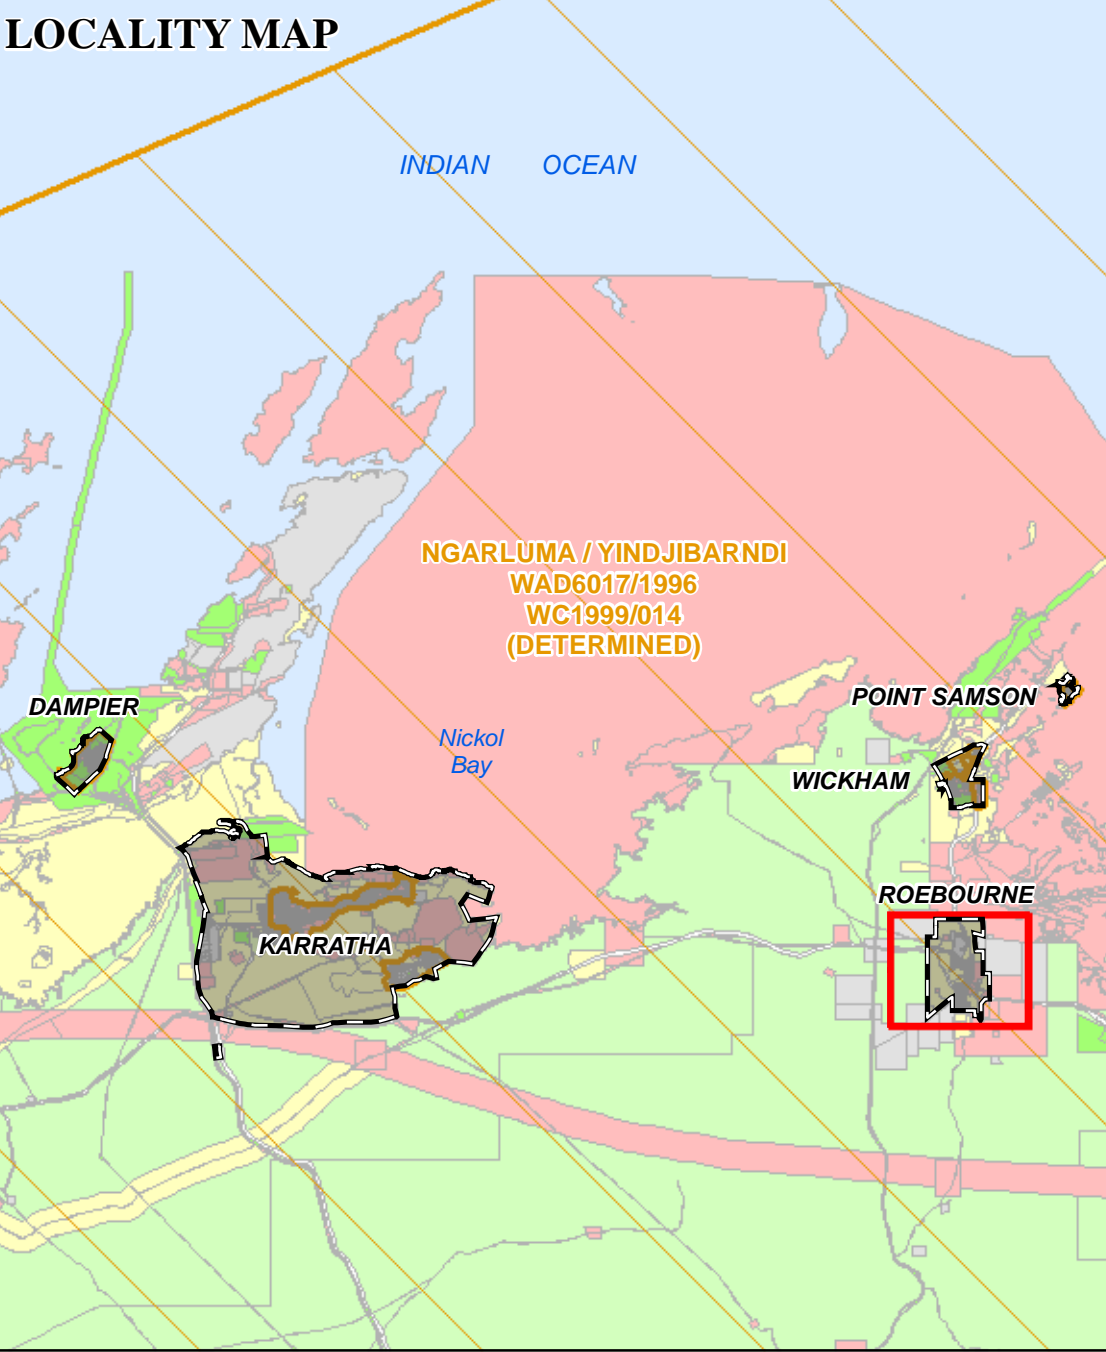 LOCALITY MAP
INDIAN OCEAN
NGARLUMA / YINDJIBARNDI
WAD6017/1996
WC1999/014
(DETERMINED)
POINT SAMSON
DAMPIER
Nickol
Bay
WICKHAM
ROEBOURNE
KARRATHA